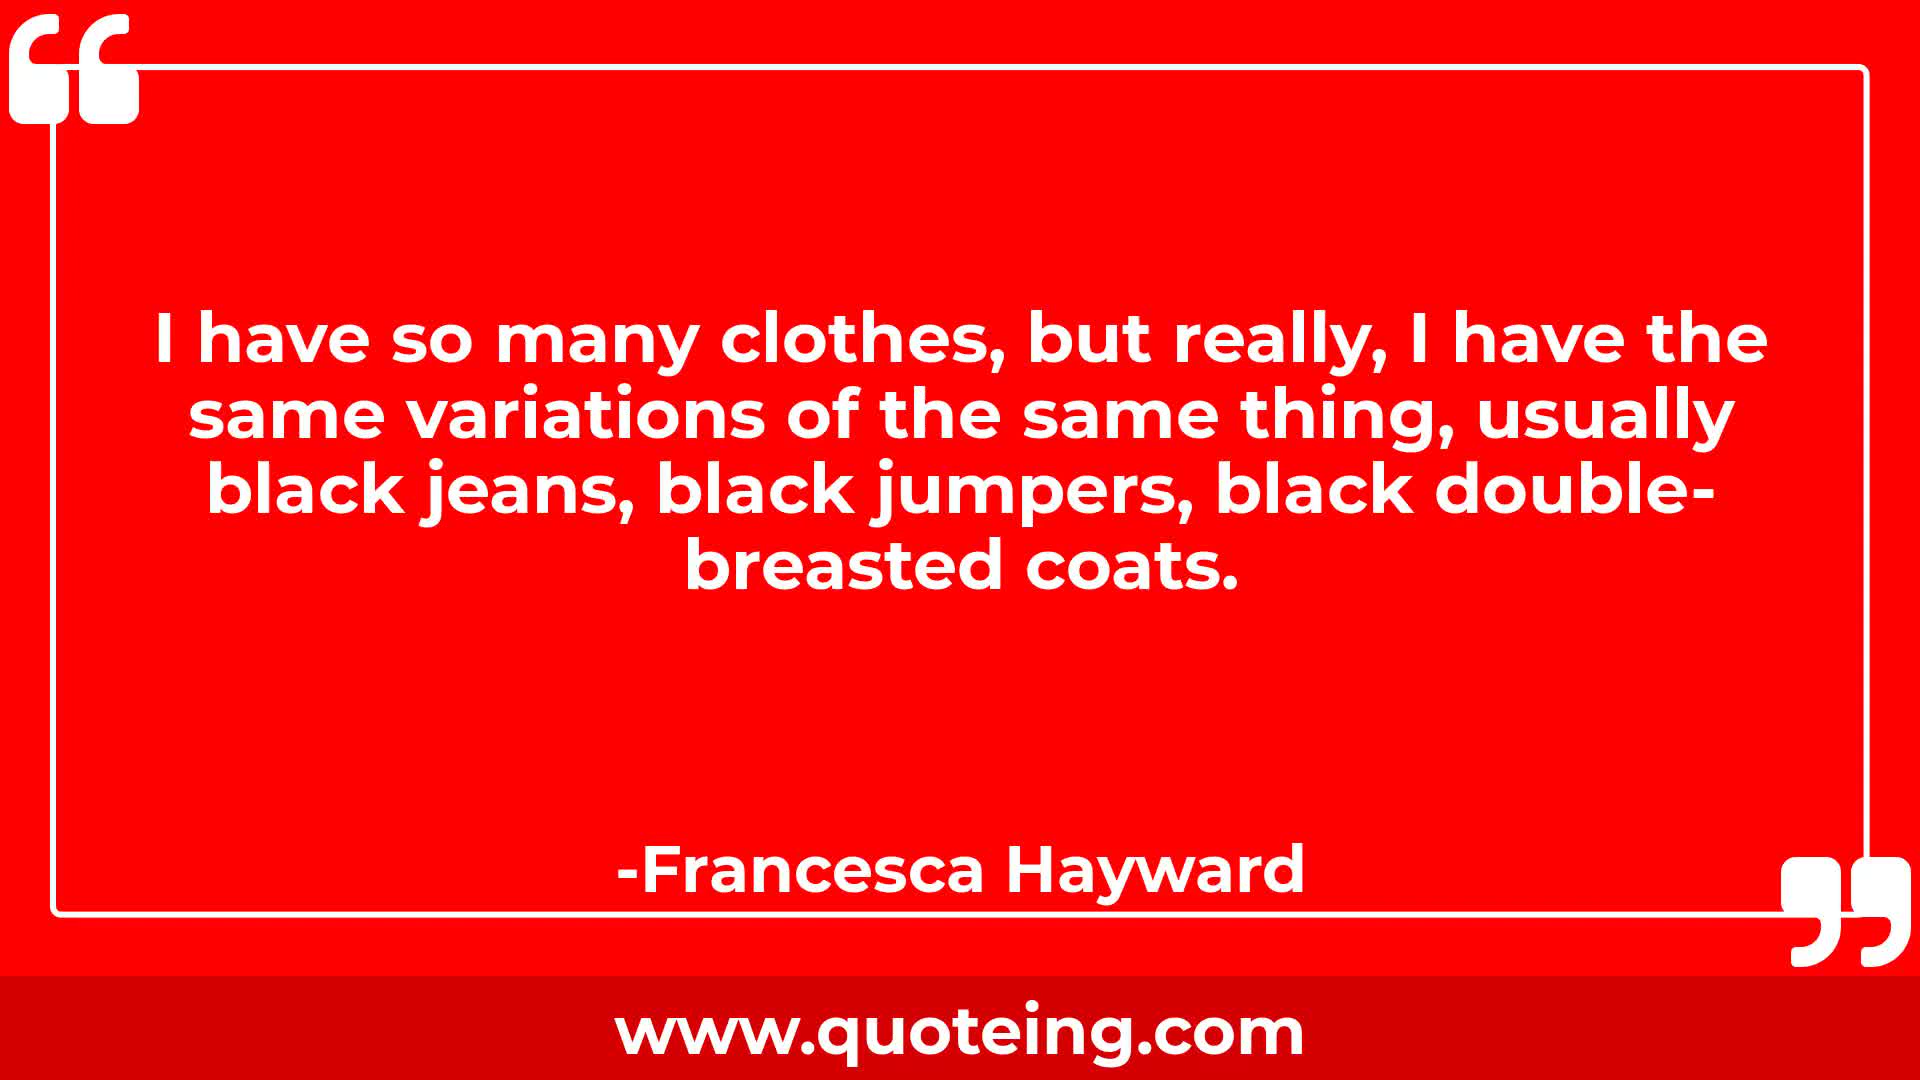 I have so many clothes, but really, I have the
same variations of the same thing, usually
black jeans, black jumpers, black double-
breasted coats.
-Francesca Hayward
www.quoteing.com